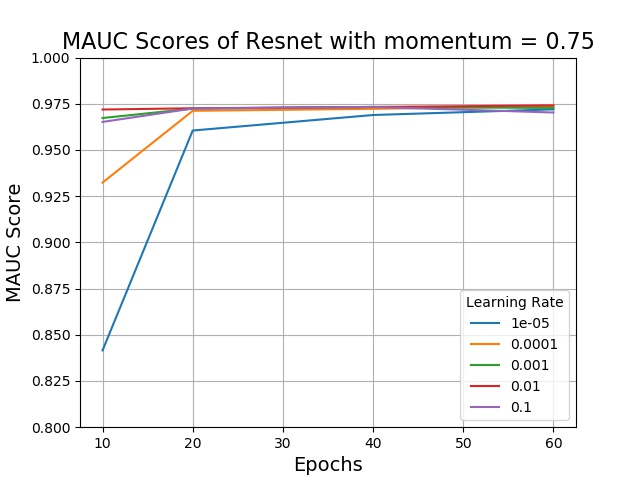 MAUC Scores of Resnet with momentum = 0.75
1.000
0.975
0.950
0.925
0.900
0.875
0.850
0.825
0.800
MAUC Score
10 20 30 40 50 60
Epochs
Learning Rate
1e-05
0.0001
0.001
0.01
0.1